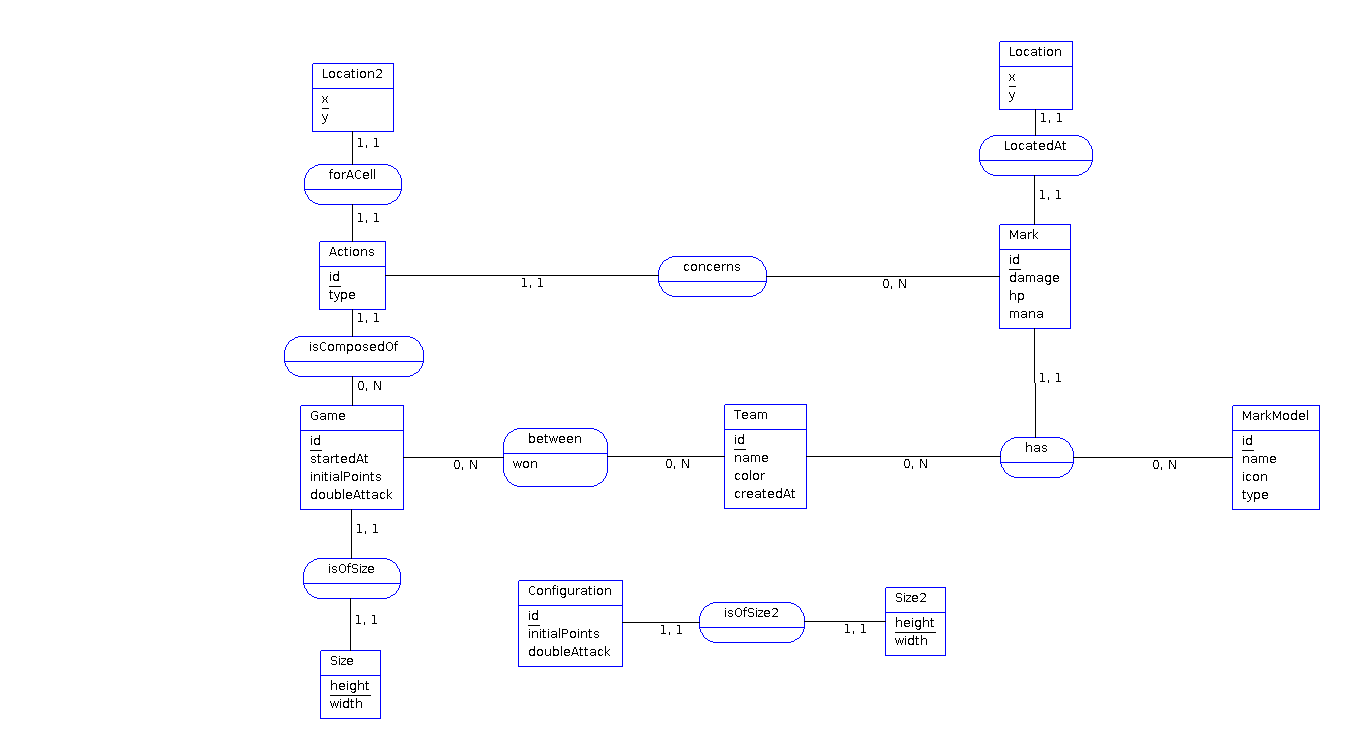 Location
x
y
1, 1
LocatedAt
1, 1
Location2
x
y
1, 1
forACell
1, 1
Actions
id
type
1, 1
concerns
0, N
Mark
id
damage
hp
mana
1, 1
1, 1
isComposedOf
0, N
Game
id
startedAt
initialPoints
doubleAttack
0, N
between
won
0, N
Team
id
name
color
createdAt
0, N
has
0, N
MarkModel
id
name
icon
type
1, 1
isOfSize
1, 1
Size
height
width
Configuration
id
initialPoints
doubleAttack
1, 1
isOfSize2
1, 1
Size2
height
width